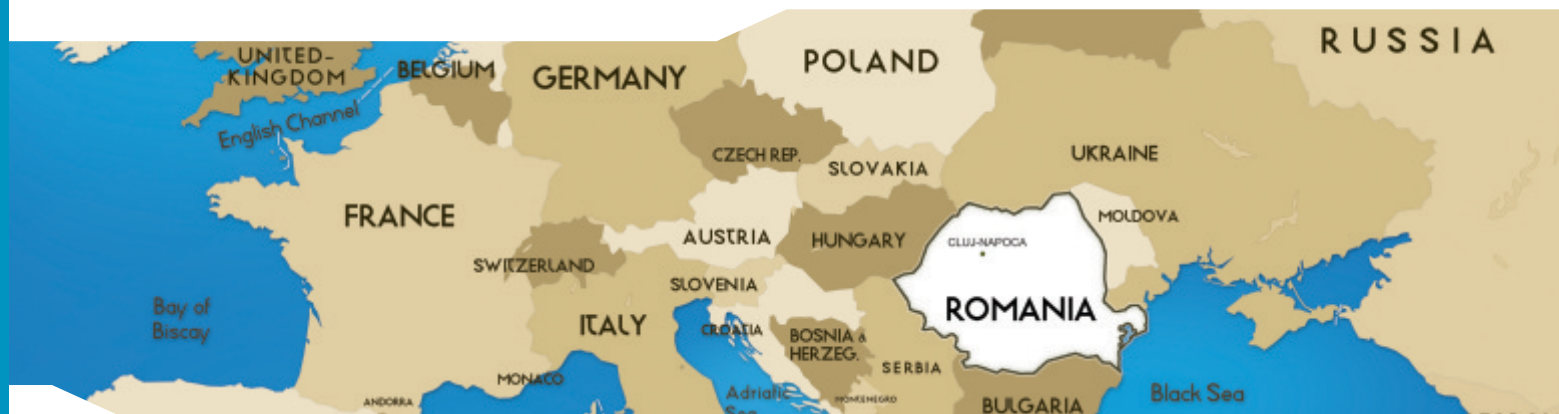 UNITED-
KINGDOM
BELGIUM
GERMANY
POLAND
RUSSIA
English Channel
CZECH REP.
SLOVAKIA
UKRAINE
FRANCE
AUSTRIA
HUNGARY
CLUJ-NAPOCA
MOLDOVA
SWITZERLAND
SLOVENIA
Bay of
Biscay
ITALY
CROATIA
BOSNIA &
HERZEG.
ROMANIA
SERBIA
MONACO
ANDORRA
Adriatic
Sea
MONTENEGRO
BULGARIA
Black Sea